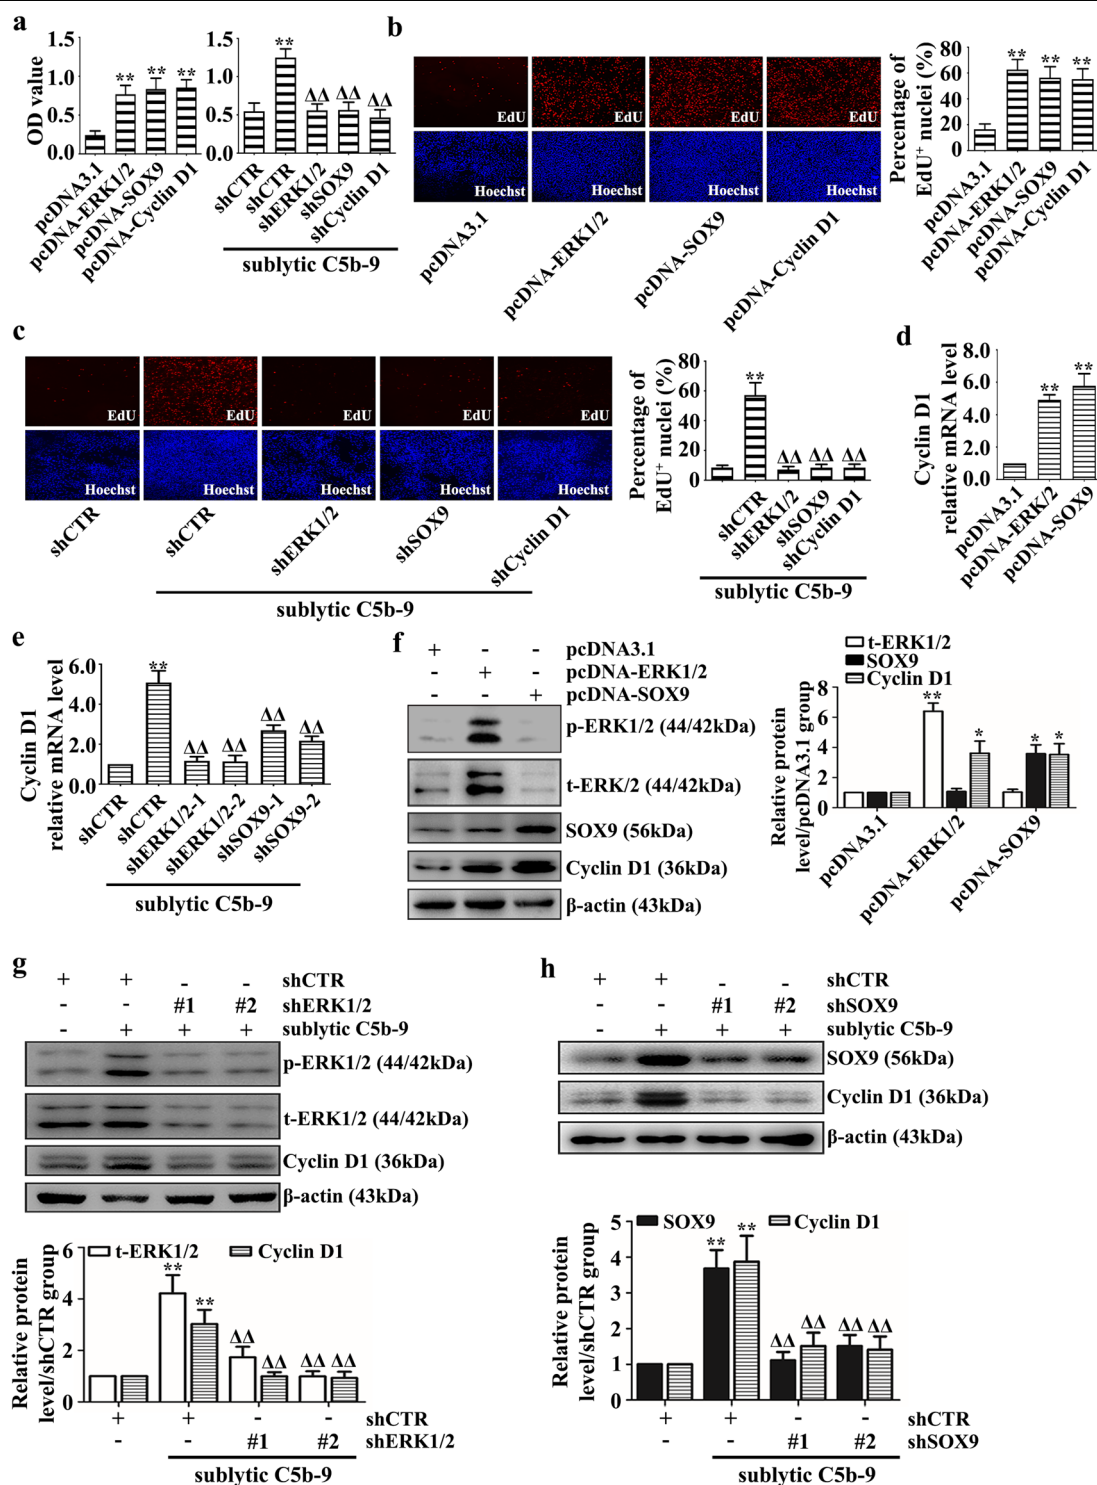 a
1.5
1.0
0.5
0.0
OD value
**
**
**
pcDNA3.1
pcDNA-ERK1/2
pcDNA-SOX9
pcDNA-Cyclin D1
1.5
1.0
0.5
0.0
**
ΔΔ
ΔΔ
ΔΔ
shCTR
shCTR
shERK1/2
shSOX9
shCyclin D1
sublytic C5b-9
b
EdU
EdU
EdU
EdU
Hoechst
Hoechst
Hoechst
Hoechst
pcDNA3.1
pcDNA-ERK1/2
pcDNA-SOX9
pcDNA-Cyclin D1
Percentage of
EdU+ nuclei (%)
80
60
40
20
0
**
**
**
pcDNA3.1
pcDNA-ERK1/2
pcDNA-SOX9
pcDNA-Cyclin D1
c
EdU
EdU
EdU
EdU
EdU
Hoechst
Hoechst
Hoechst
Hoechst
Hoechst
shCTR
shCTR
shERK1/2
shSOX9
shCyclin D1
sublytic C5b-9
Percentage of
EdU+ nuclei (%)
80
60
40
20
0
**
ΔΔ
ΔΔ
ΔΔ
shCTR
shERK1/2
shSOX9
shCyclin D1
sublytic C5b-9
d
Cyclin D1
relative mRNA level
8.0
6.0
4.0
2.0
0.0
**
**
pcDNA3.1
pcDNA-ERK/2
pcDNA-SOX9
e
Cyclin D1
relative mRNA level
6.0
4.0
2.0
0.0
**
ΔΔ
ΔΔ
ΔΔ
ΔΔ
shCTR
shCTR
shERK1/2-1
shERK1/2-2
shSOX9-1
shSOX9-2
sublytic C5b-9
f
+ - - pcDNA3.1
- + - pcDNA-ERK1/2
- - + pcDNA-SOX9
p-ERK1/2 (44/42kDa)
t-ERK/2 (44/42kDa)
SOX9 (56kDa)
Cyclin D1 (36kDa)
β-actin (43kDa)
t-ERK1/2
SOX9
Cyclin D1
Relative protein
level/pcDNA3.1 group
8
6
4
2
0
**
*
*
*
pcDNA3.1
pcDNA-ERK1/2
pcDNA-SOX9
g
+ + - - shCTR
- - #1 #2 shERK1/2
- + + + sublytic C5b-9
p-ERK1/2 (44/42kDa)
t-ERK1/2 (44/42kDa)
Cyclin D1 (36kDa)
β-actin (43kDa)
Relative protein
level/shCTR group
6
4
2
0
t-ERK1/2
Cyclin D1
**
**
ΔΔ
ΔΔ
ΔΔ
ΔΔ
+ + - - shCTR
- - #1 #2 shERK1/2
sublytic C5b-9
h
+ + - - shCTR
- - #1 #2 shSOX9
- + + + sublytic C5b-9
SOX9 (56kDa)
Cyclin D1 (36kDa)
β-actin (43kDa)
Relative protein
level/shCTR group
5
4
3
2
1
0
SOX9
Cyclin D1
**
**
ΔΔ
ΔΔ
ΔΔ
ΔΔ
+ + - - shCTR
- - #1 #2 shSOX9
sublytic C5b-9